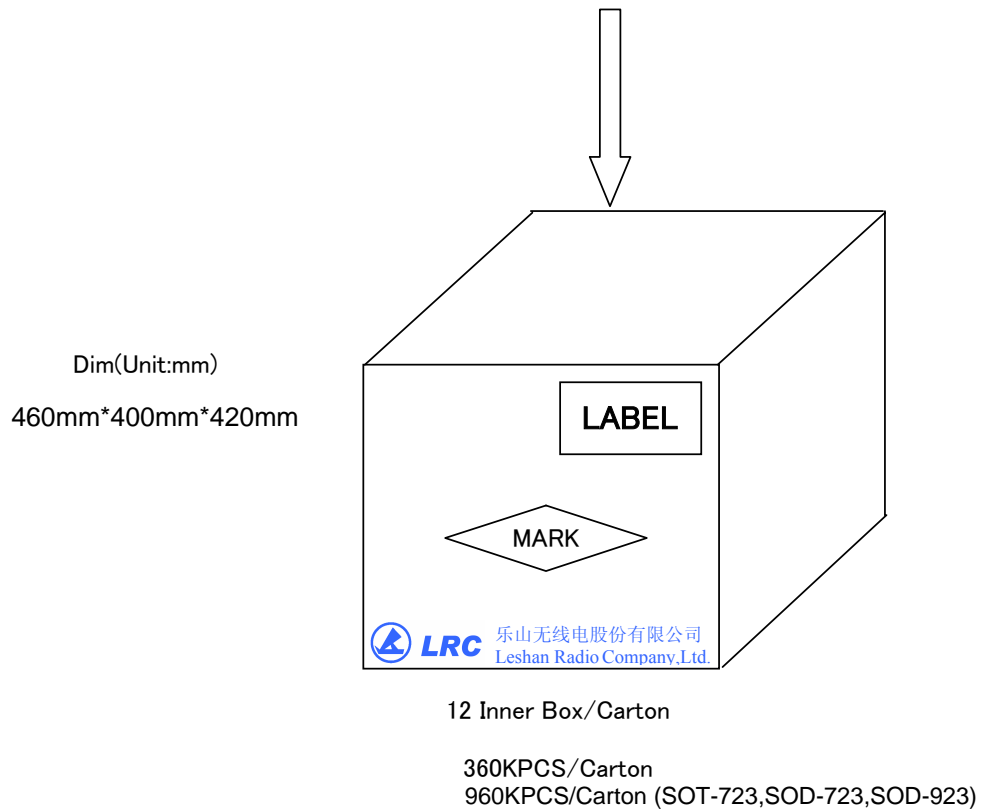 Dim(Unit:mm)
460mm*400mm*420mm
LABEL
MARK
LRC
乐山无线电股份有限公司
Leshan Radio Company,Ltd.
12 Inner Box/Carton
360KPCS/Carton
960KPCS/Carton (SOT-723,SOD-723,SOD-923)